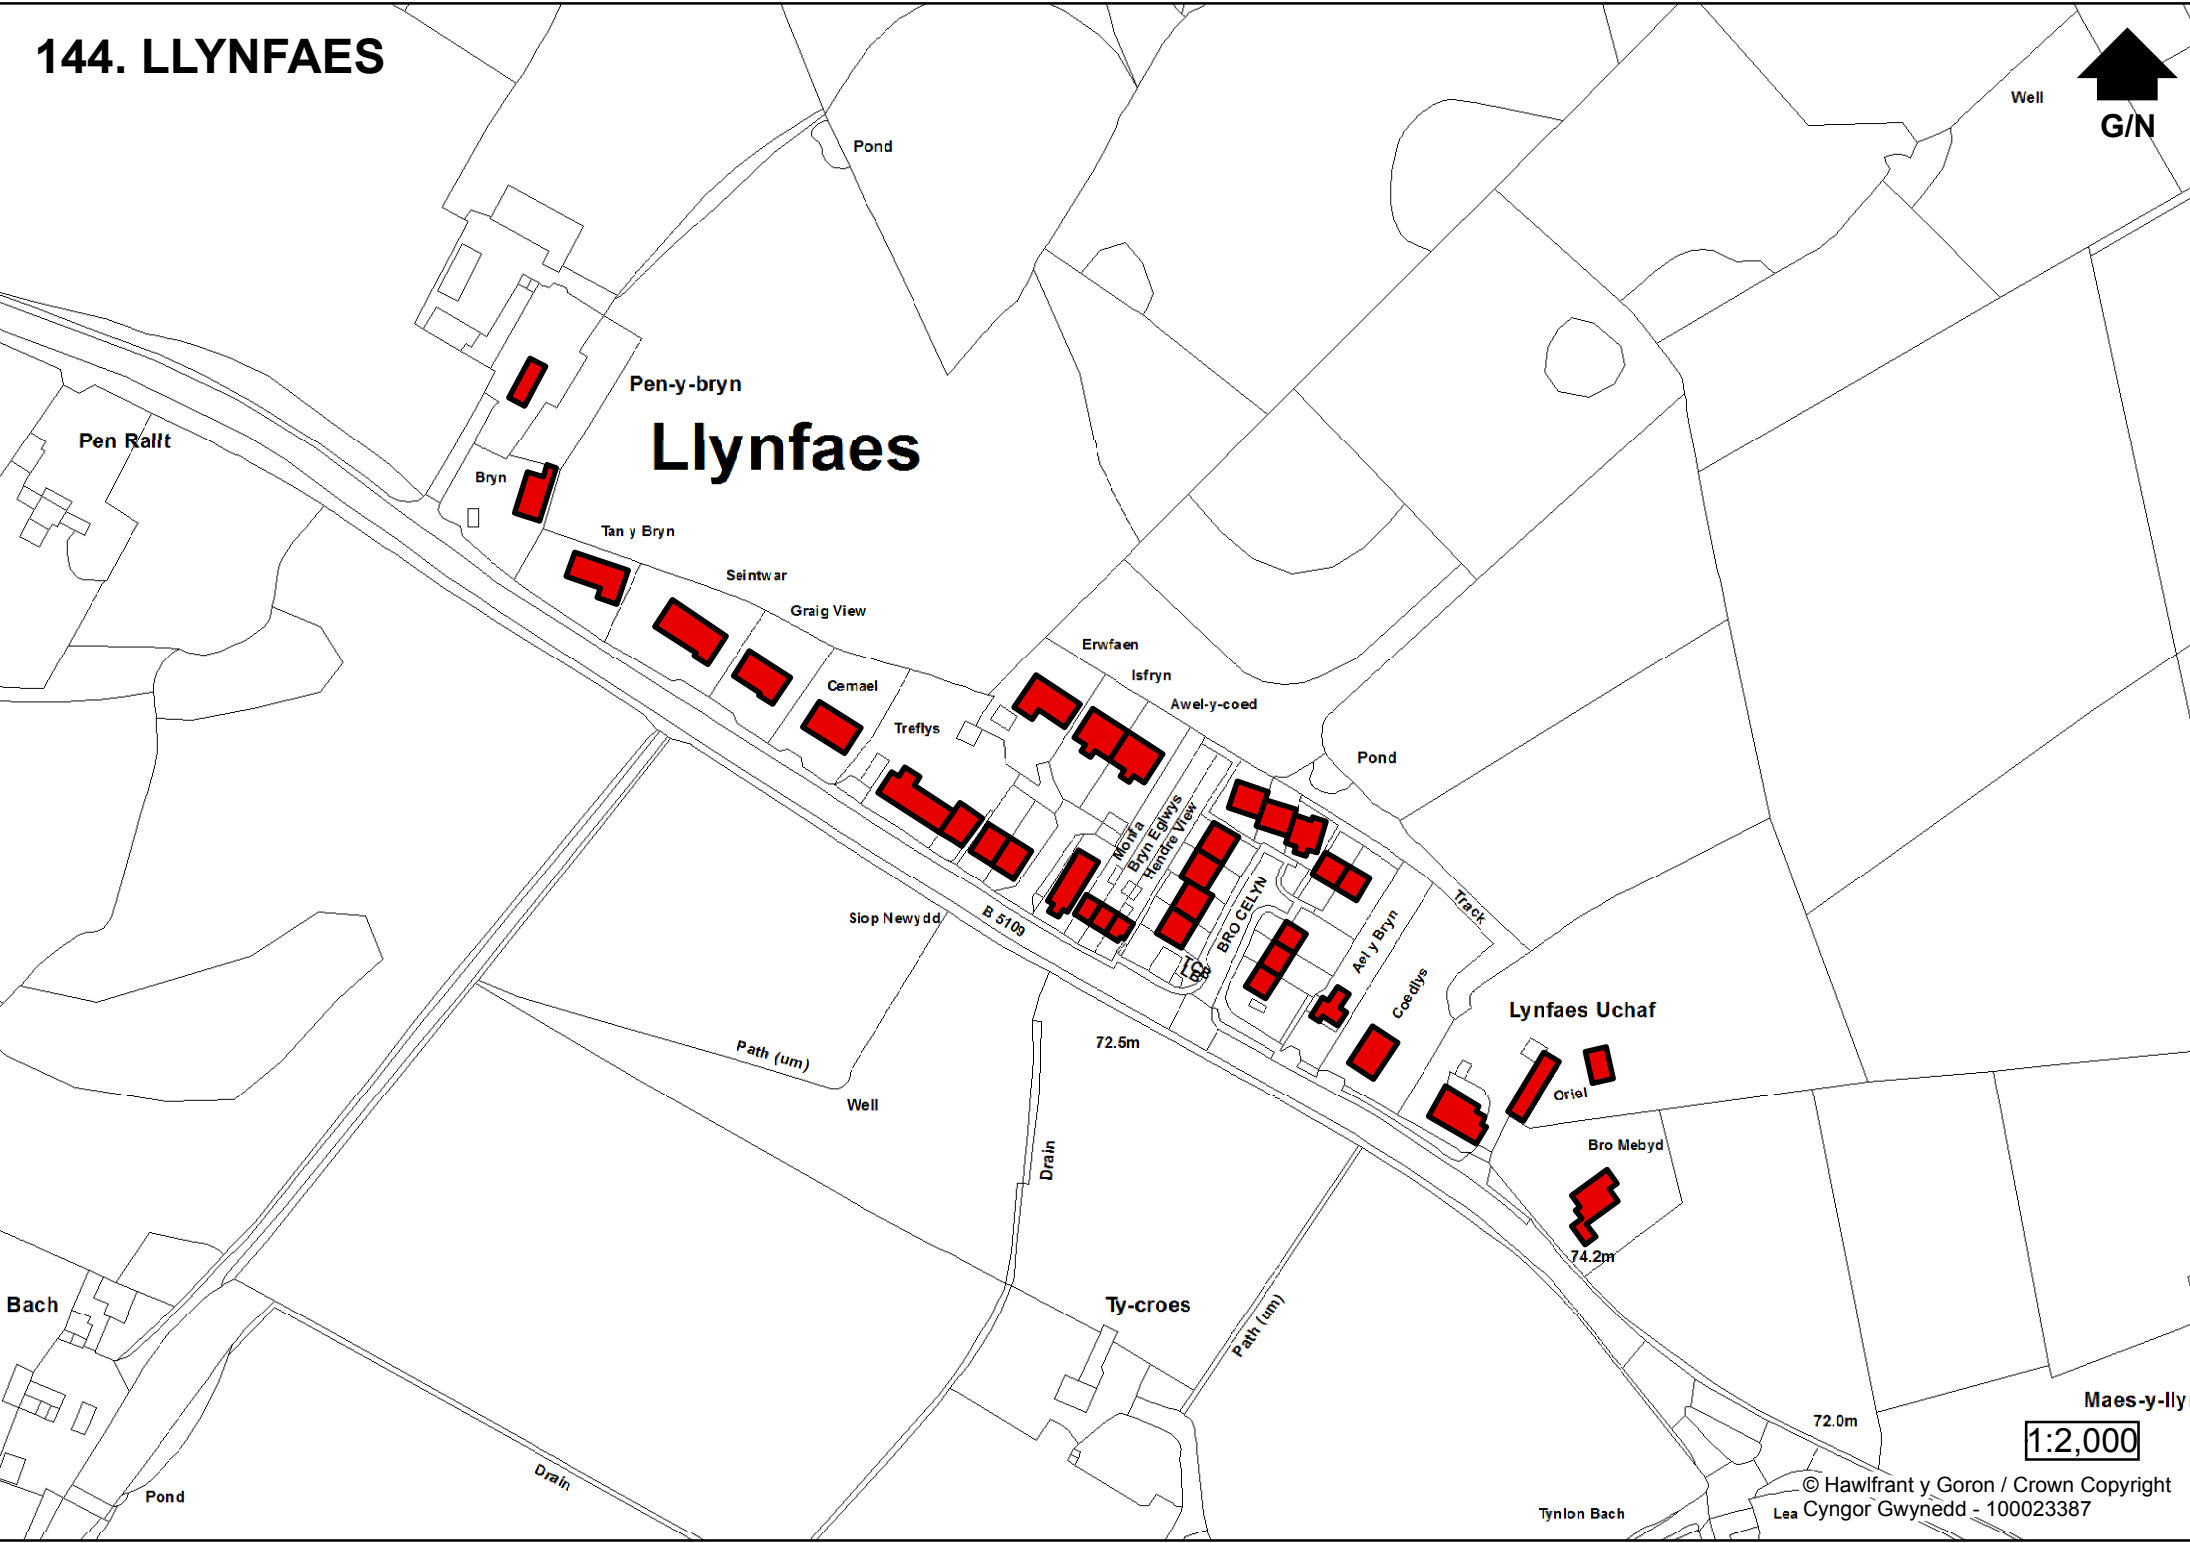 144. LLYNFAES
Well
G/N
Pond
Pen-y-bryn
Llynfaes
Pen Rallt
Bryn
Tan y Bryn
Seintwar
Graig View
Erwfaen
Isfryn
Cemael
Awel-y-coed
Treflys
Pond
Monfa
Bryn Eglwys
Hendre View
BRO CELYN
Track
Siop Newydd
B 5109
Ael y Bryn
Coedlys
Lynfaes Uchaf
72.5m
Path (um)
Oriel
Well
Drain
Bro Mebyd
74.2m
Bach
Ty-croes
Path (um)
Maes-y-lly
72.0m
1:2,000
Drain
Pond
© Hawlfrant y Goron / Crown Copyright
Tynlon Bach
Lea
Cyngor Gwynedd - 100023387